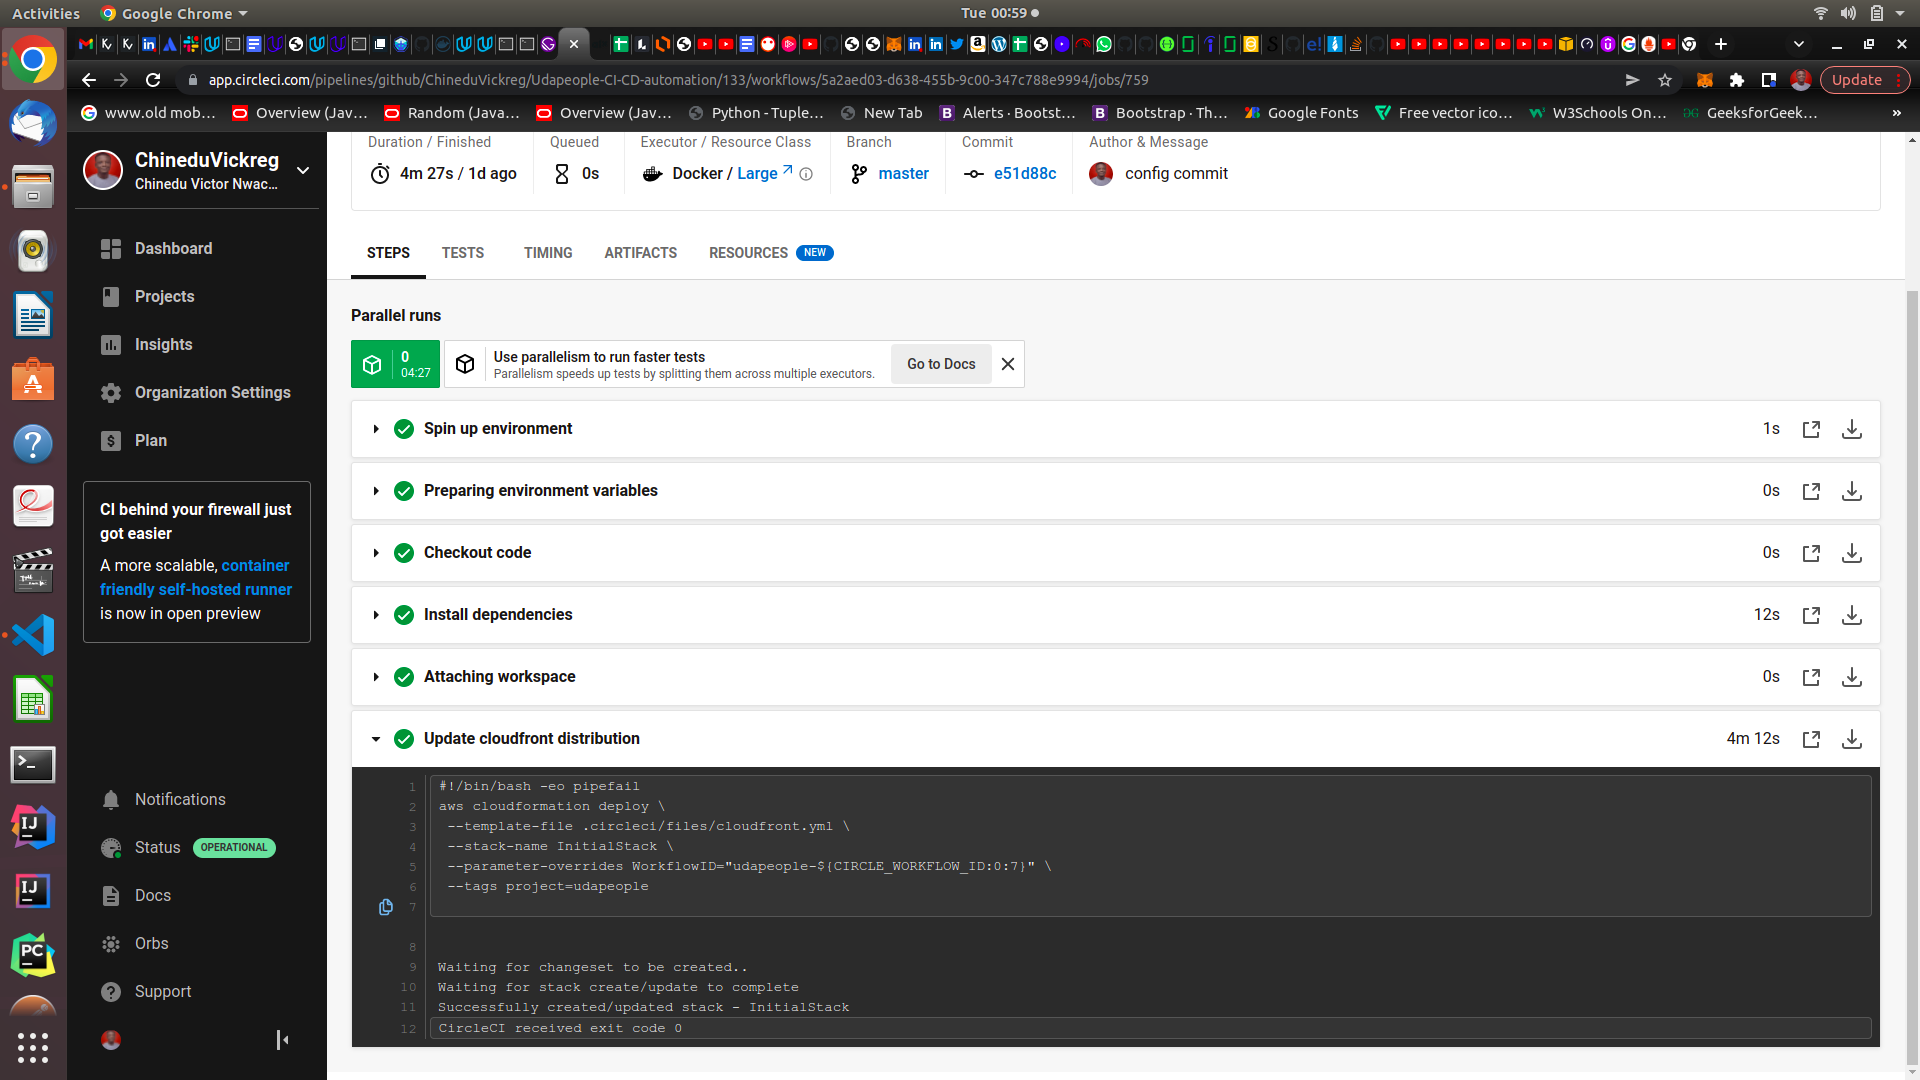 Activities
Google Chrome
Tue 00:59
app.circleci.com/pipelines/github/ChineduVickreg/Udapeople-CI-CD-automation/133/workflows/5a2aed03-d638-455b-9c00-347c788e9994/jobs/759
Update
www.old mob…
Overview (Jav…
Random (Java…
Overview (Jav…
Python - Tuple…
New Tab
Alerts · Bootst…
Bootstrap · Th…
Google Fonts
Free vector ico…
W3Schools On…
GeeksforGeek…
»
ChineduVickreg
Chinedu Victor Nwac...
Dashboard
Projects
Insights
Organization Settings
Plan
CI behind your firewall just
got easier
A more scalable, container
friendly self-hosted runner
is now in open preview
Notifications
Status OPERATIONAL
Docs
Orbs
Support
Duration / Finished
4m 27s / 1d ago
Queued
0s
Executor / Resource Class
Docker / Large
Branch
master
Commit
e51d88c
Author & Message
config commit
STEPS
TESTS
TIMING
ARTIFACTS
RESOURCES NEW
Parallel runs
0
04:27
Use parallelism to run faster tests
Parallelism speeds up tests by splitting them across multiple executors.
Go to Docs
Spin up environment 1s
Preparing environment variables 0s
Checkout code 0s
Install dependencies 12s
Attaching workspace 0s
Update cloudfront distribution 4m 12s
1 #!/bin/bash -eo pipefail
2 aws cloudformation deploy \
3 --template-file .circleci/files/cloudfront.yml \
4 --stack-name InitialStack \
5 --parameter-overrides WorkflowID="udapeople-${CIRCLE_WORKFLOW_ID:0:7}" \
6 --tags project=udapeople
7
8
9 Waiting for changeset to be created..
10 Waiting for stack create/update to complete
11 Successfully created/updated stack - InitialStack
12 CircleCI received exit code 0